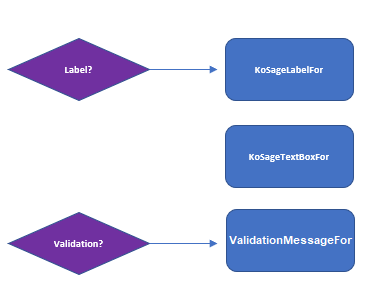 Label?
KoSageLabelFor
KoSageTextBoxFor
Validation?
ValidationMessageFor